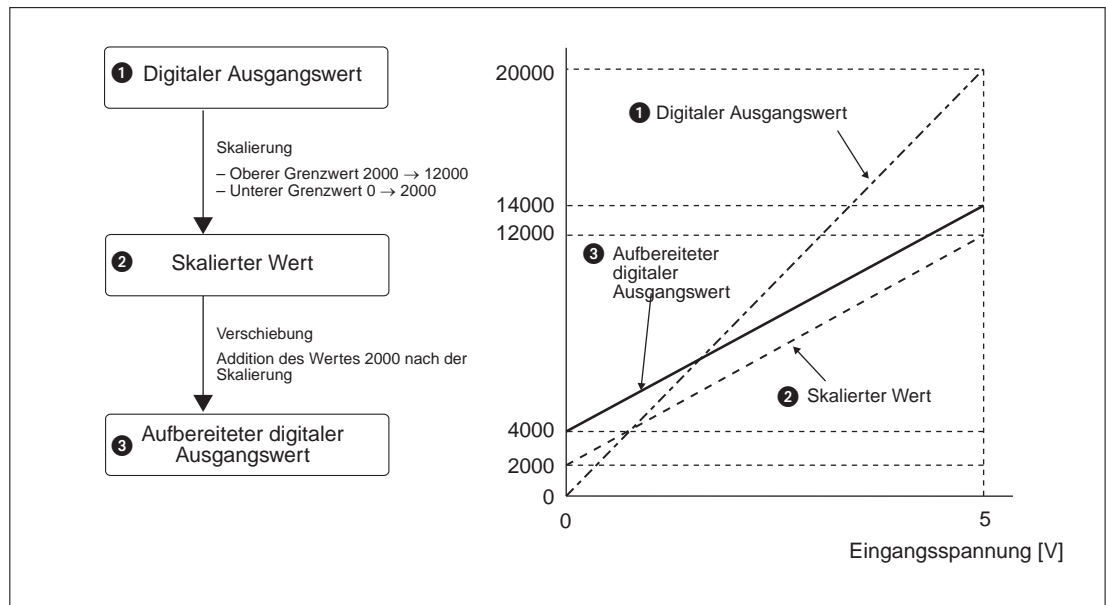 ❶ Digitaler Ausgangswert
Skalierung
– Oberer Grenzwert 2000 → 12000
– Unterer Grenzwert 0 → 2000
❷ Skalierter Wert
Verschiebung
Addition des Wertes 2000 nach der
Skalierung
❸ Aufbereiteter digitaler
Ausgangswert
20000
❶ Digitaler Ausgangswert
14000
12000
❸ Aufbereiteter
digitaler
Ausgangswert
❷ Skalierter Wert
4000
2000
0
0
5
Eingangsspannung [V]